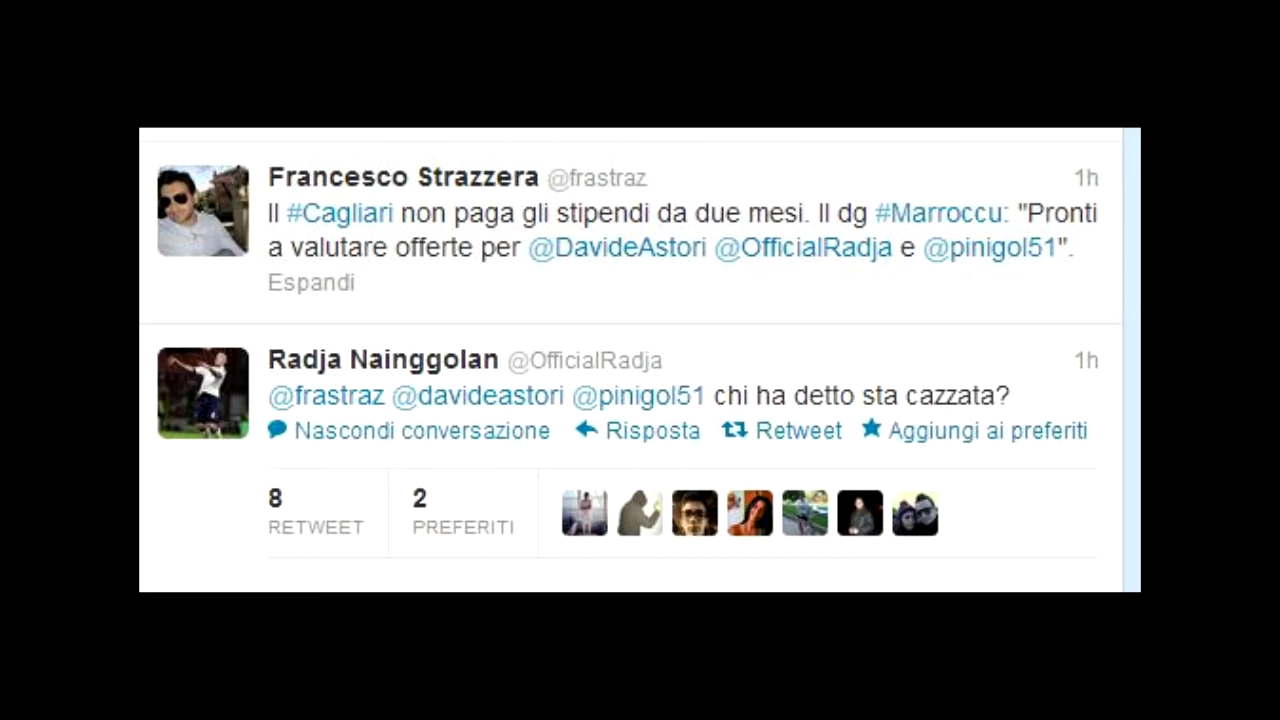 Francesco Strazzera @frastraz 1h
Il #Cagliari non paga gli stipendi da due mesi. Il dg #Marroccu: "Pronti
a valutare offerte per @DavideAstori @OfficialRadja e @pinigol51".
Espandi
Radja Nainggolan @OfficialRadja 1h
@frastraz @davideastori @pinigol51 chi ha detto sta cazzata?
Nascondi conversazione Risposta Retweet Aggiungi ai preferiti
8 2
RETWEET PREFERITI